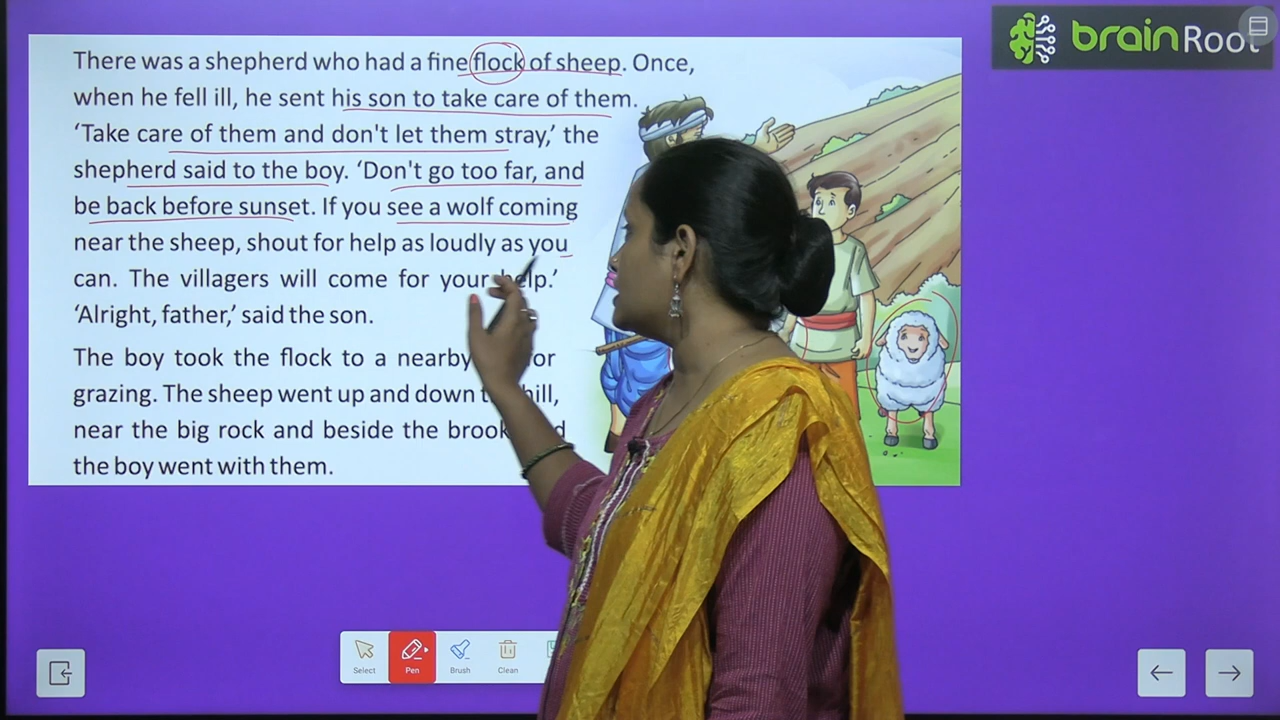 There was a shepherd who had a fine flock of sheep. Once,
when he fell ill, he sent his son to take care of them.
‘Take care of them and don't let them stray,’ the
shepherd said to the boy. ‘Don't go too far, and
be back before sunset. If you see a wolf coming
near the sheep, shout for help as loudly as you
can. The villagers will come for your help.’
‘Alright, father,’ said the son.
The boy took the flock to a nearby
grazing. The sheep went up and down hill,
near the big rock and beside the brook
the boy went with them.
brainRoot
Select
Pen
Brush
Clean